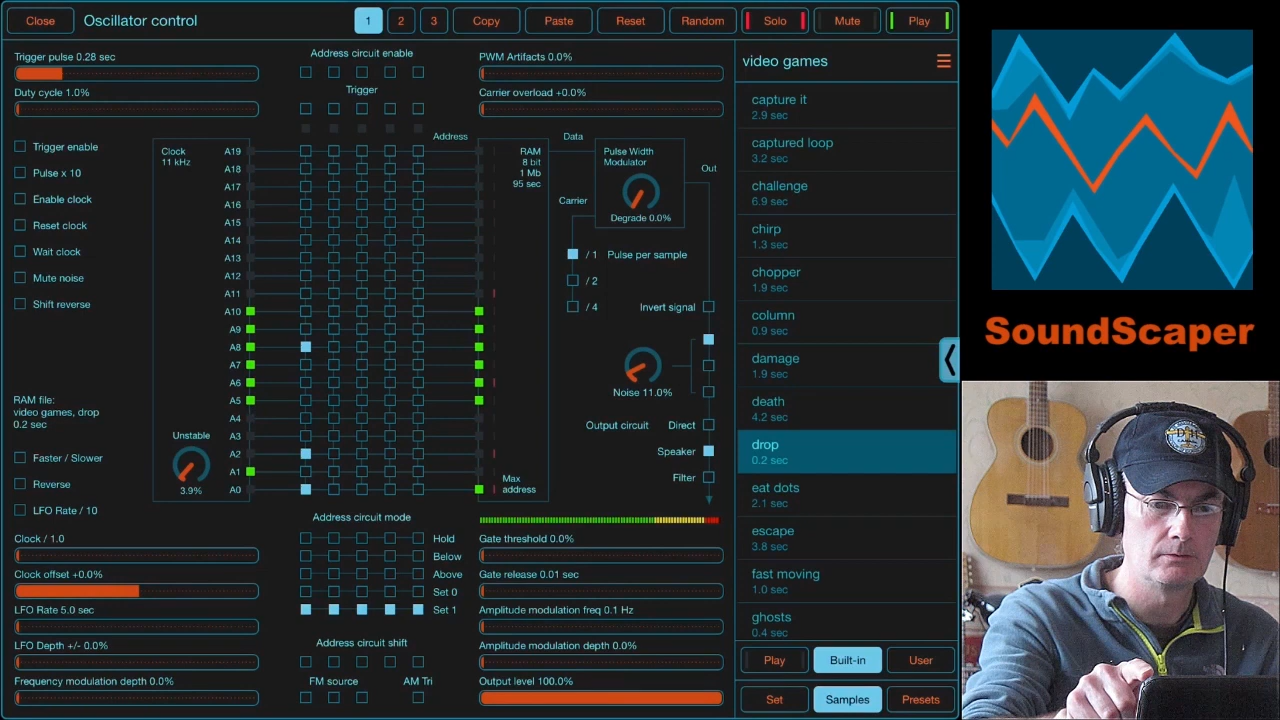 Close
Oscillator control
1
2
3
Copy
Paste
Reset
Random
Solo
Mute
Play
Trigger pulse 0.28 sec
Duty cycle 1.0%
Trigger enable
Pulse x 10
Enable clock
Reset clock
Wait clock
Mute noise
Shift reverse
RAM file:
video games, drop
0.2 sec
Faster / Slower
Reverse
LFO Rate / 10
Clock / 1.0
Clock offset +0.0%
LFO Rate 5.0 sec
LFO Depth +/- 0.0%
Frequency modulation depth 0.0%
Clock
11 kHz
Unstable
3.9%
A19
A18
A17
A16
A15
A14
A13
A12
A11
A10
A9
A8
A7
A6
A5
A4
A3
A2
A1
A0
Address circuit enable
Trigger
Address
Address circuit mode
Hold
Below
Above
Set 0
Set 1
Address circuit shift
FM source
AM Tri
PWM Artifacts 0.0%
Carrier overload +0.0%
RAM
8 bit
1 Mb
95 sec
Max
address
Data
Pulse Width
Modulator
Degrade 0.0%
Out
Carrier
/ 1 Pulse per sample
/ 2
/ 4
Invert signal
Noise 11.0%
Output circuit
Direct
Speaker
Filter
Gate threshold 0.0%
Gate release 0.01 sec
Amplitude modulation freq 0.1 Hz
Amplitude modulation depth 0.0%
Output level 100.0%
video games
capture it
2.9 sec
captured loop
3.2 sec
challenge
6.9 sec
chirp
1.3 sec
chopper
1.9 sec
column
0.9 sec
damage
1.9 sec
death
4.2 sec
drop
0.2 sec
eat dots
2.1 sec
escape
3.8 sec
fast moving
1.0 sec
ghosts
0.4 sec
Play
Built-in
User
Set
Samples
Presets
SoundScaper